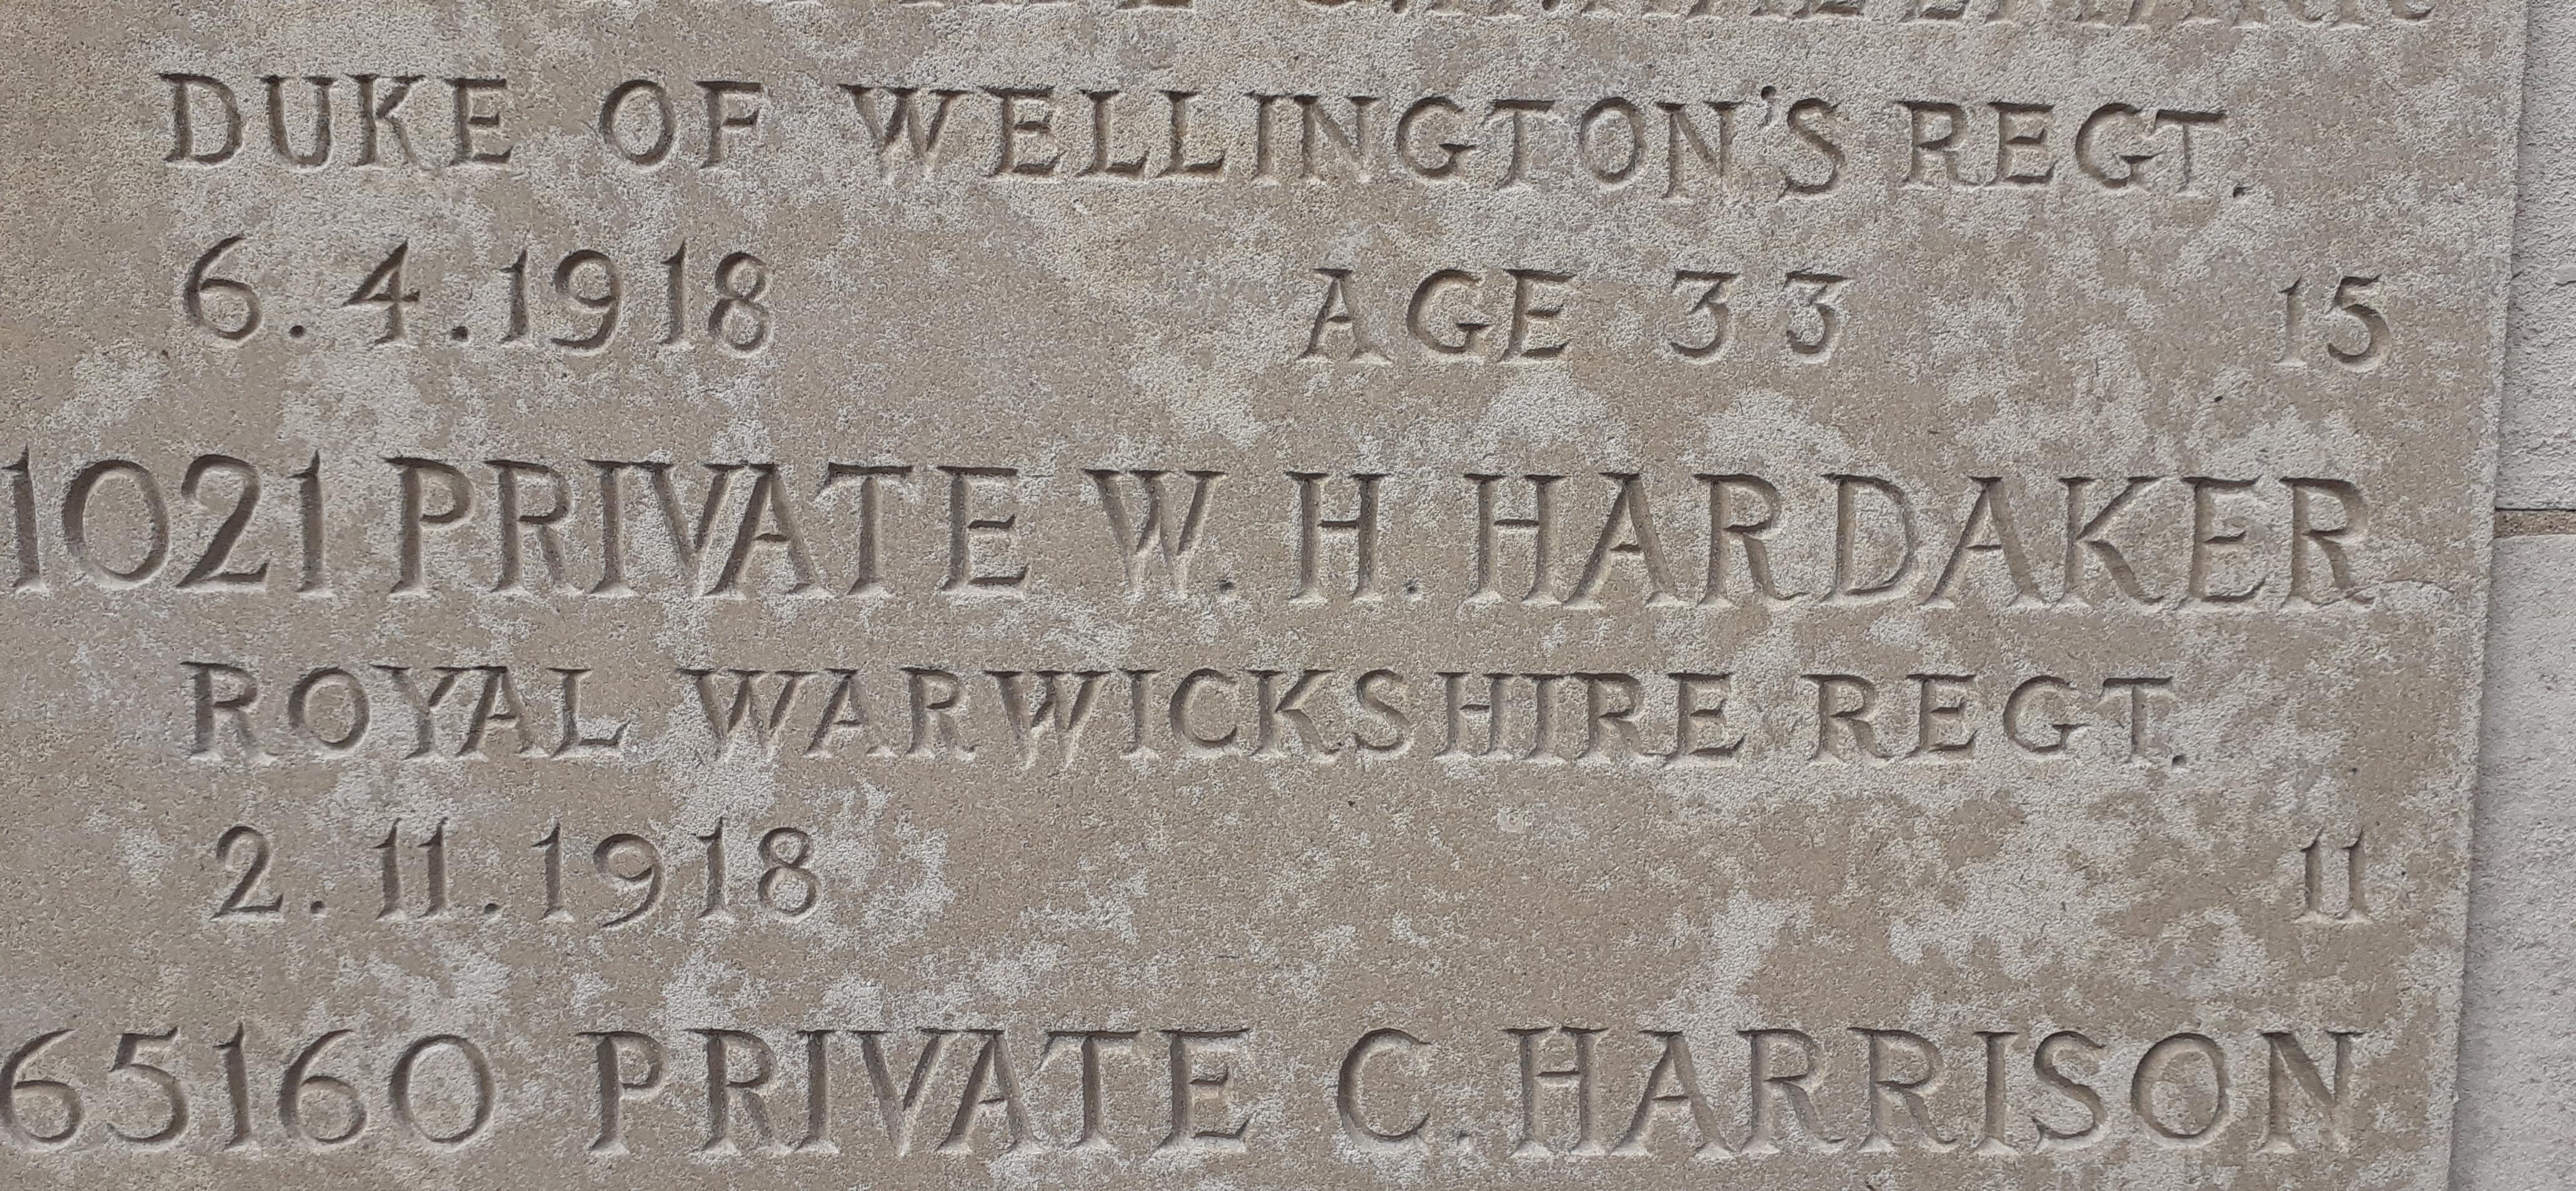 DUKE OF WELLINGTON'S REGT.
6.4.1918 AGE 33 15
1021 PRIVATE W. H. HARDAKER
ROYAL WARWICKSHIRE REGT.
2.11.1918 11
65160 PRIVATE C. HARRISON